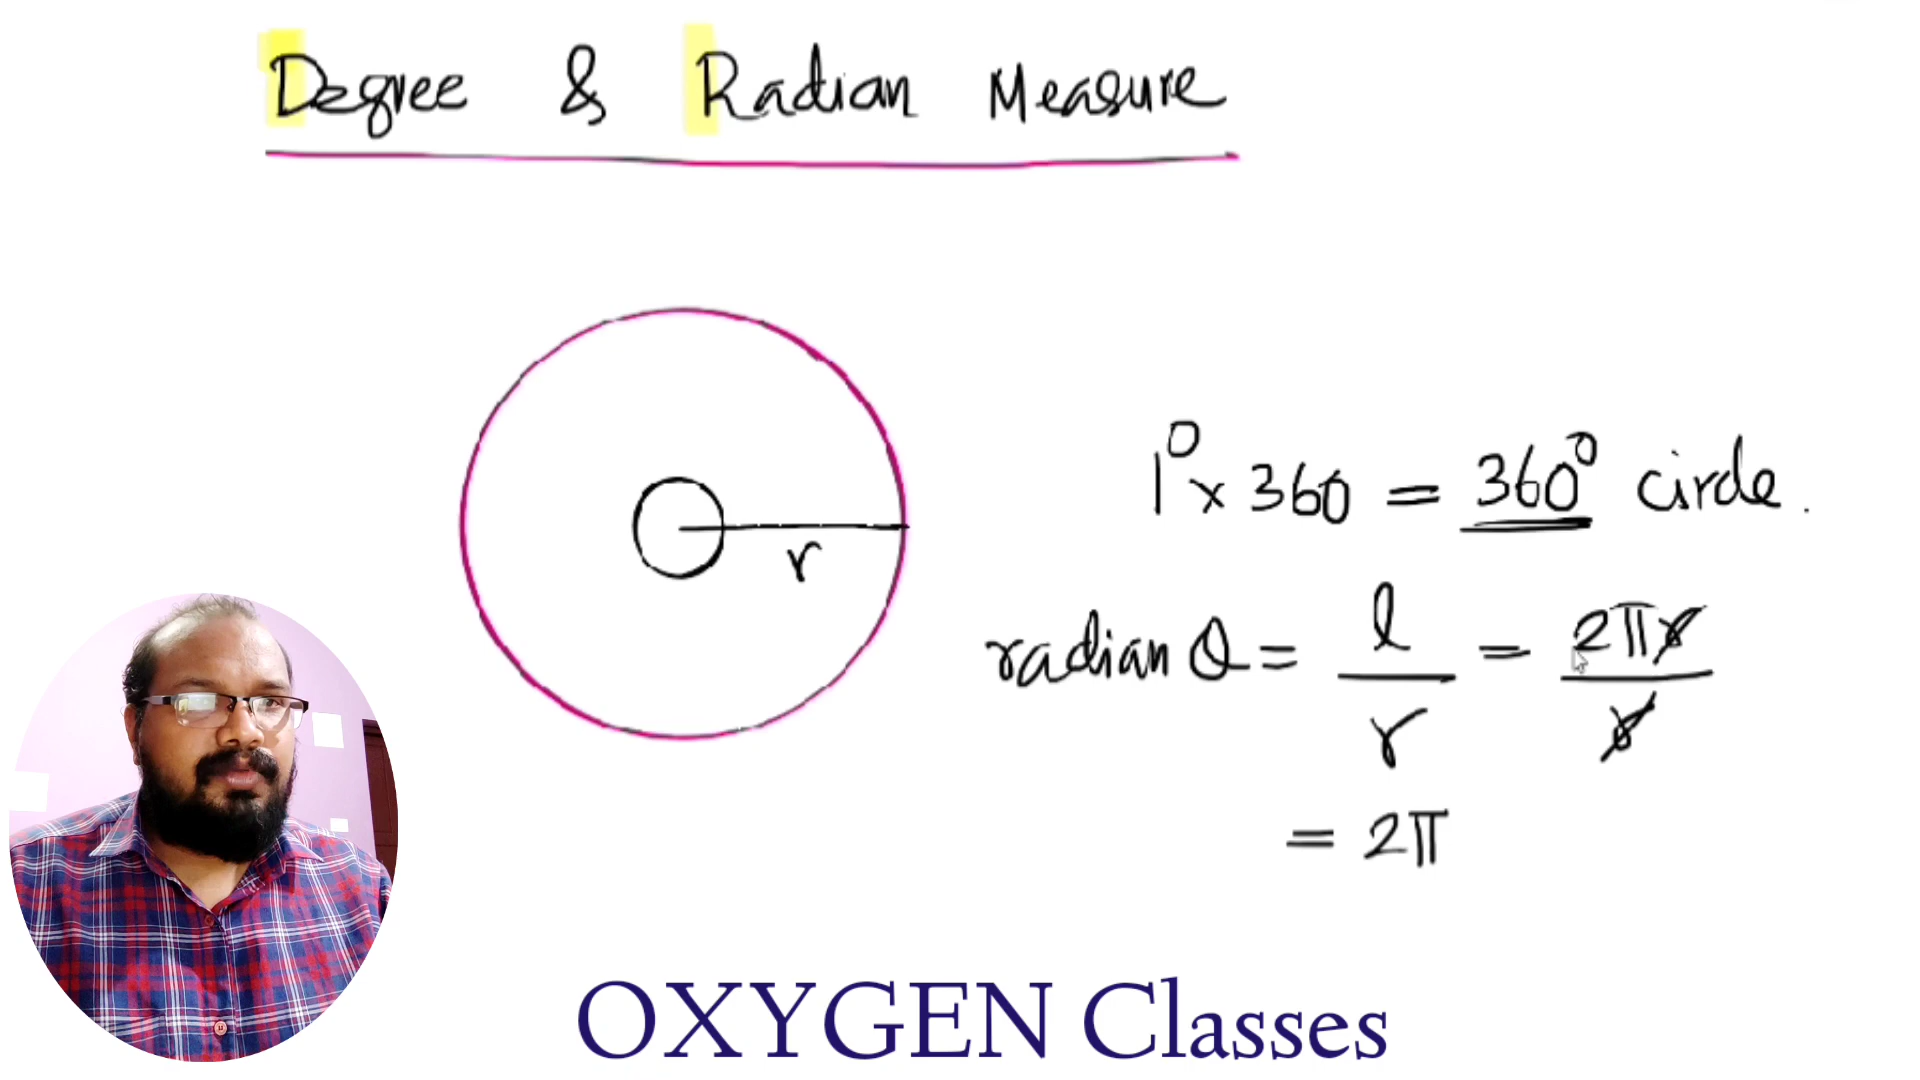 Degree & Radian Measure
1° × 360 = 360° circle.
r
radian θ = l/r = 2πr/r
= 2π
OXYGEN Classes